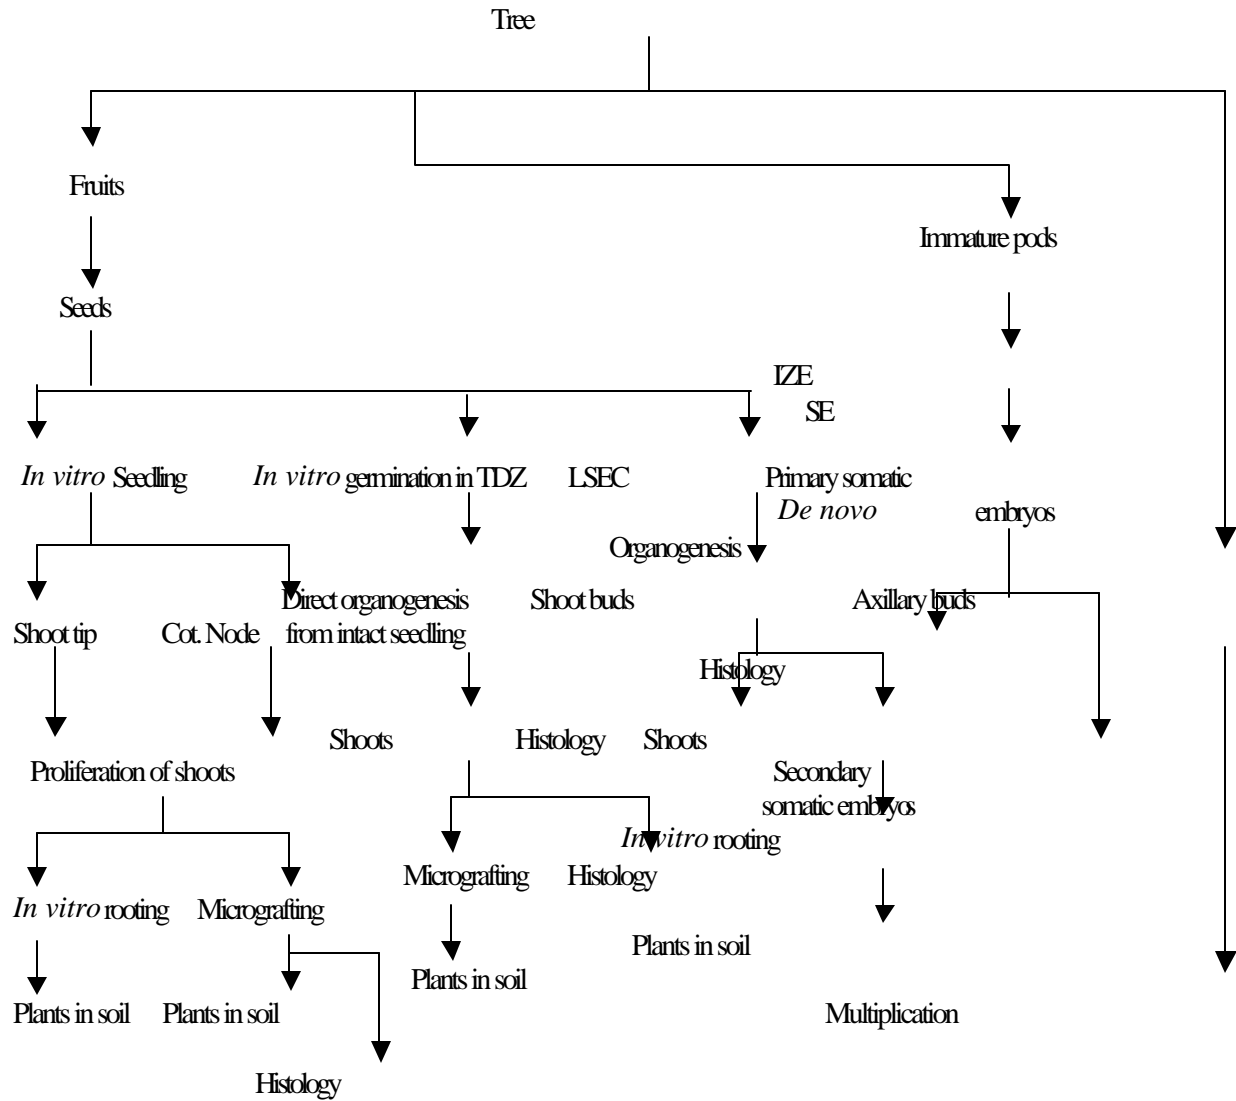 Tree
Fruits
Immature pods
Seeds
IZE
SE
In vitro Seedling
In vitro germination in TDZ
LSEC
Primary somatic
De novo
embryos
Organogenesis
Direct organogenesis
from intact seedling
Shoot buds
Axillary buds
Shoot tip
Cot. Node
Histology
Shoots
Histology
Shoots
Proliferation of shoots
Secondary
somatic embryos
In vitro rooting
Micrografting
Histology
In vitro rooting
Micrografting
Plants in soil
Plants in soil
Plants in soil
Plants in soil
Multiplication
Histology